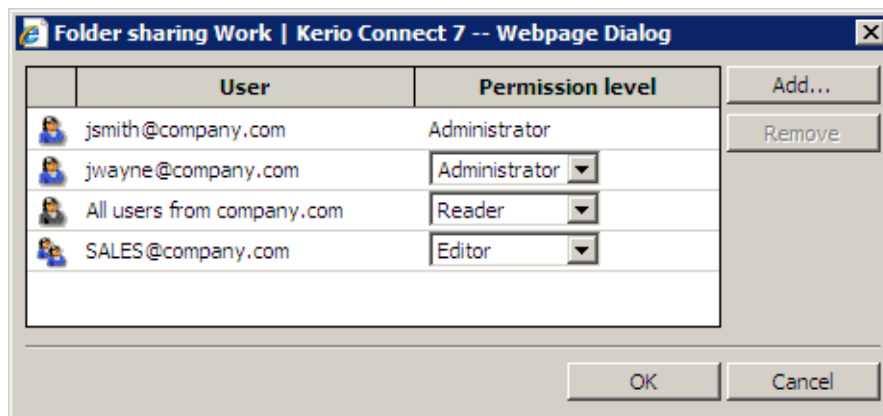 Folder sharing Work | Kerio Connect 7 -- Webpage Dialog
User Permission level Add...
jsmith@company.com Administrator Remove
jwayne@company.com Administrator
All users from company.com Reader
SALES@company.com Editor
OK Cancel